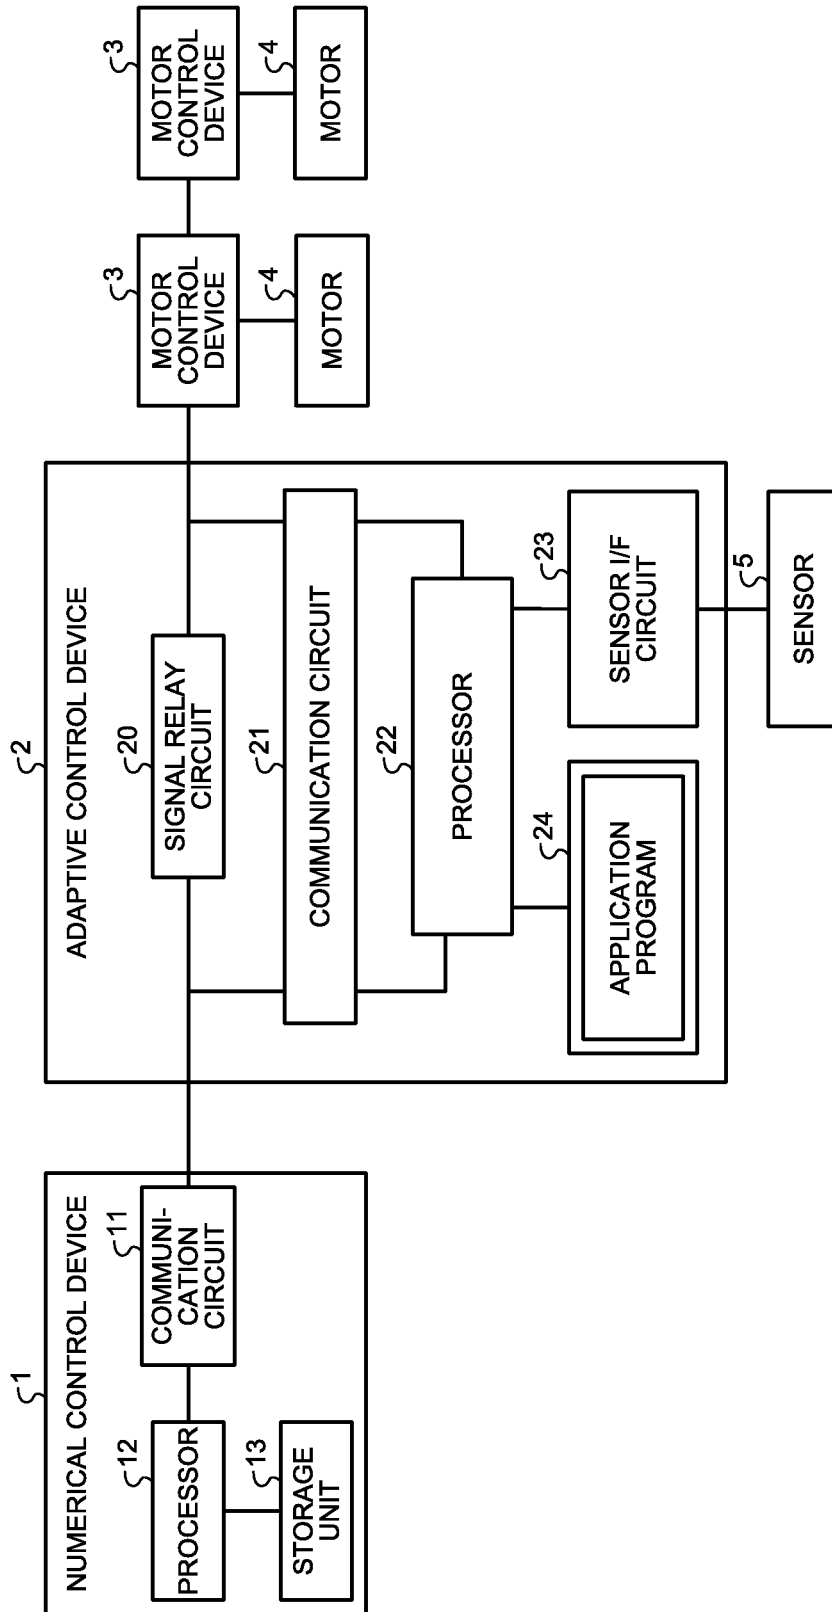 1
NUMERICAL CONTROL DEVICE
12
PROCESSOR
11
COMMUNI-
CATION
CIRCUIT
13
STORAGE
UNIT
2
ADAPTIVE CONTROL DEVICE
20
SIGNAL RELAY
CIRCUIT
21
COMMUNICATION CIRCUIT
22
PROCESSOR
24
APPLICATION
PROGRAM
23
SENSOR I/F
CIRCUIT
5
SENSOR
3
MOTOR
CONTROL
DEVICE
4
MOTOR
3
MOTOR
CONTROL
DEVICE
4
MOTOR